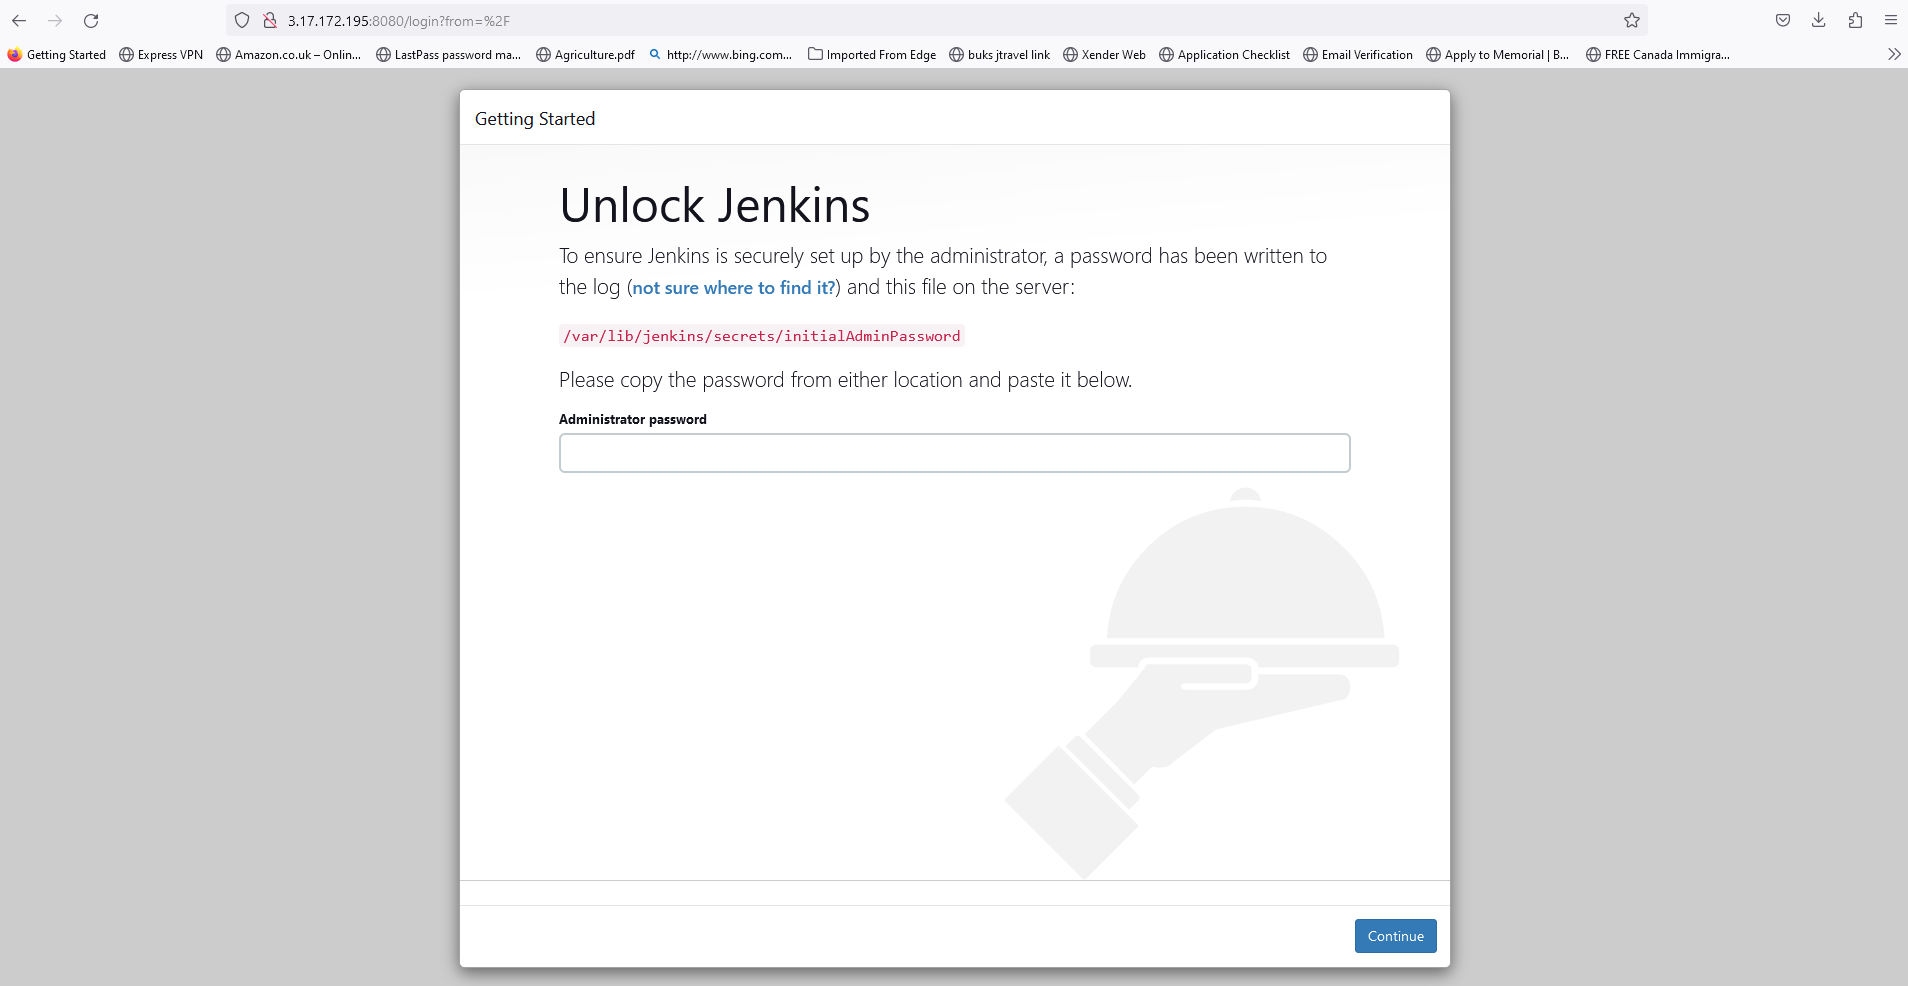 3.17.172.195:8080/login?from=%2F
Getting Started Express VPN Amazon.co.uk – Onlin... LastPass password ma... Agriculture.pdf http://www.bing.com... Imported From Edge buks jtravel link Xender Web Application Checklist Email Verification Apply to Memorial | B... FREE Canada Immigra...
Getting Started
Unlock Jenkins
To ensure Jenkins is securely set up by the administrator, a password has been written to
the log (not sure where to find it?) and this file on the server:
/var/lib/jenkins/secrets/initialAdminPassword
Please copy the password from either location and paste it below.
Administrator password
Continue